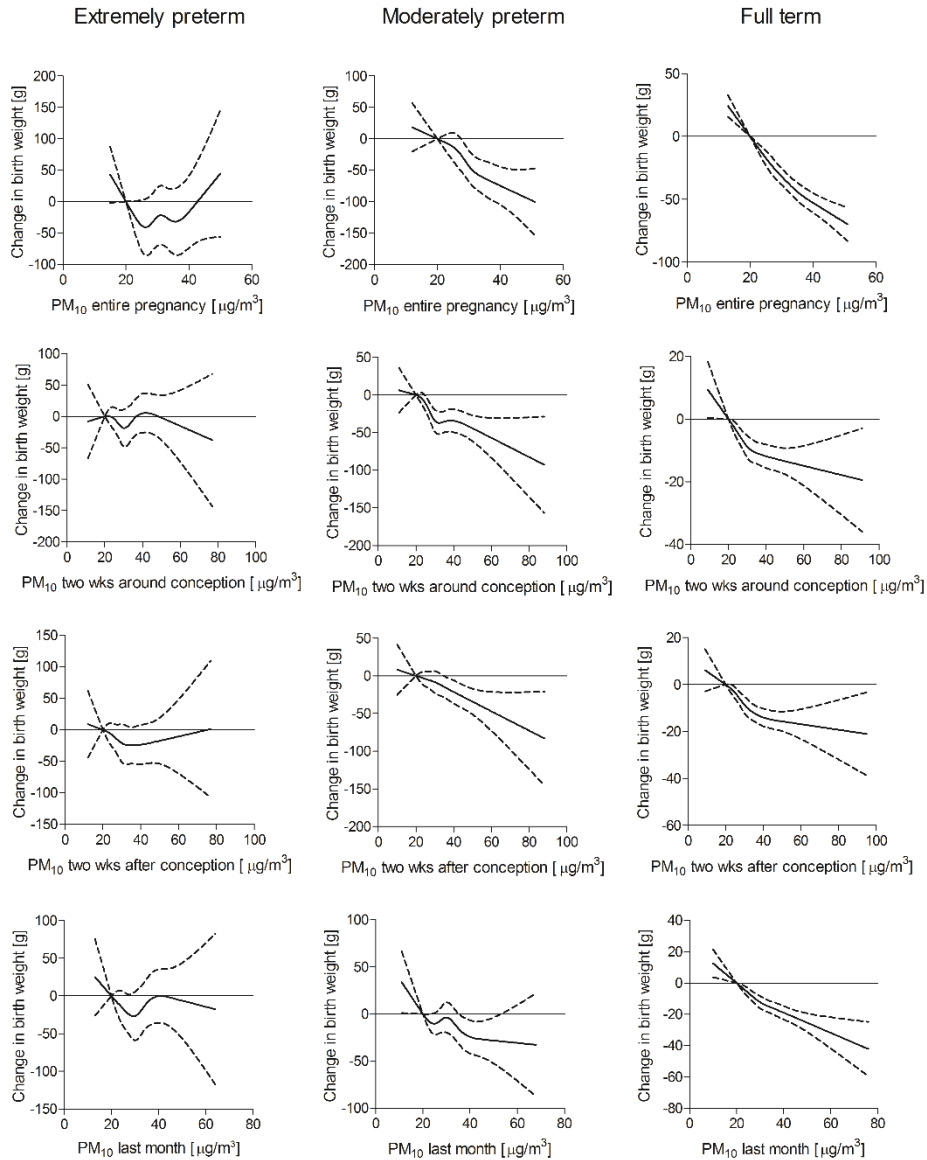 Extremely preterm Moderately preterm Full term
Change in birth weight [g]
200
150
100
50
0
-50
-100
0 20 40 60
PM10 entire pregnancy [ μg/m3]
Change in birth weight [g]
100
50
0
-50
-100
-150
-200
0 20 40 60
PM10 entire pregnancy [ μg/m3]
Change in birth weight [g]
50
0
-50
-100
0 20 40 60
PM10 entire pregnancy [ μg/m3]
Change in birth weight [g]
100
50
0
-50
-100
-150
-200
0 20 40 60 80 100
PM10 two wks around conception [ μg/m3]
Change in birth weight [g]
50
0
-50
-100
-150
-200
0 20 40 60 80 100
PM10 two wks around conception [ μg/m3]
Change in birth weight [g]
20
0
-20
-40
0 20 40 60 80 100
PM10 two wks around conception [ μg/m3]
Change in birth weight [g]
150
100
50
0
-50
-100
-150
0 20 40 60 80 100
PM10 two wks after conception [ μg/m3]
Change in birth weight [g]
50
0
-50
-100
-150
-200
0 20 40 60 80 100
PM10 two wks after conception [ μg/m3]
Change in birth weight [g]
20
0
-20
-40
-60
0 20 40 60 80 100
PM10 two wks after conception [ μg/m3]
Change in birth weight [g]
100
50
0
-50
-100
-150
0 20 40 60 80
PM10 last month [ μg/m3]
Change in birth weight [g]
100
50
0
-50
-100
0 20 40 60 80
PM10 last month [ μg/m3]
Change in birth weight [g]
40
20
0
-20
-40
-60
-80
0 20 40 60 80
PM10 last month [ μg/m3]